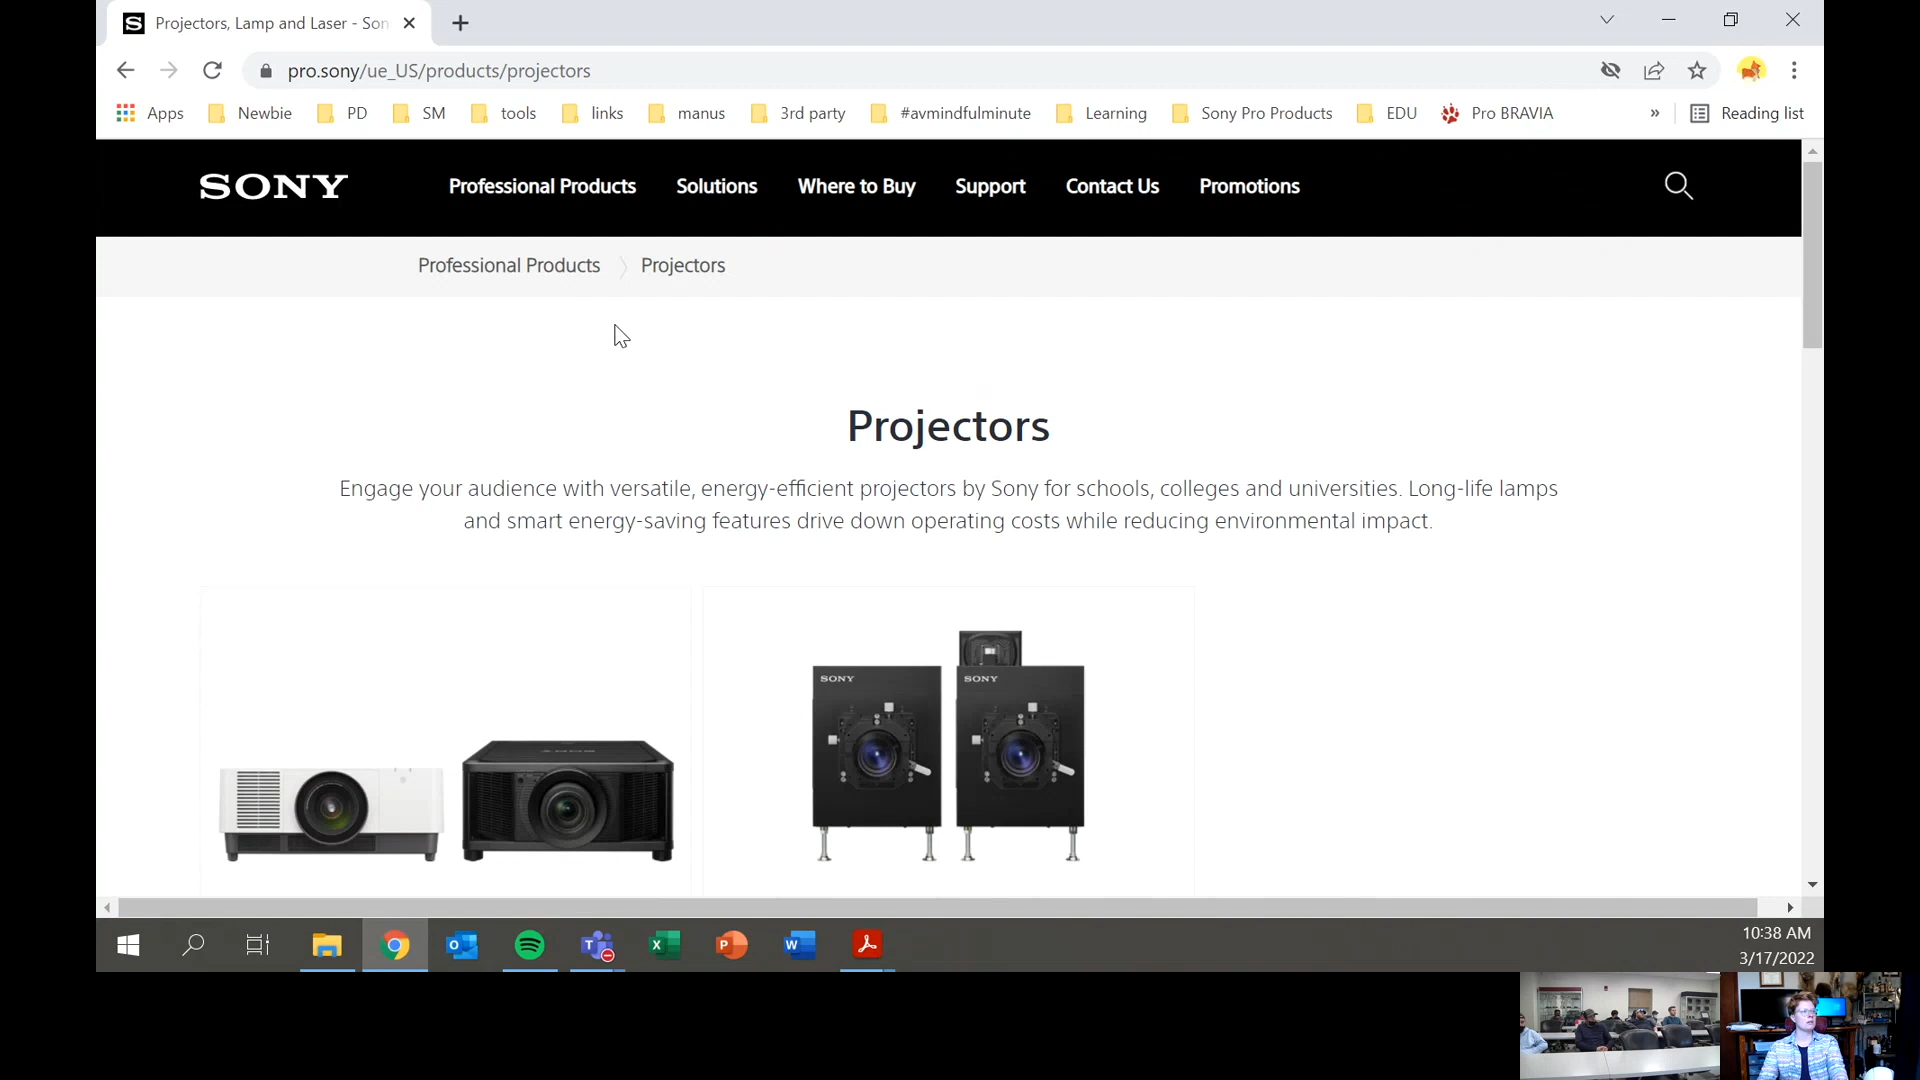 Projectors, Lamp and Laser - Son
pro.sony/ue_US/products/projectors
Apps Newbie PD SM tools links manus 3rd party #avmindfulminute Learning Sony Pro Products EDU Pro BRAVIA » Reading list
SONY Professional Products Solutions Where to Buy Support Contact Us Promotions
Professional Products Projectors
Projectors
Engage your audience with versatile, energy-efficient projectors by Sony for schools, colleges and universities. Long-life lamps
and smart energy-saving features drive down operating costs while reducing environmental impact.
SONY SONY
SONY
10:38 AM
3/17/2022